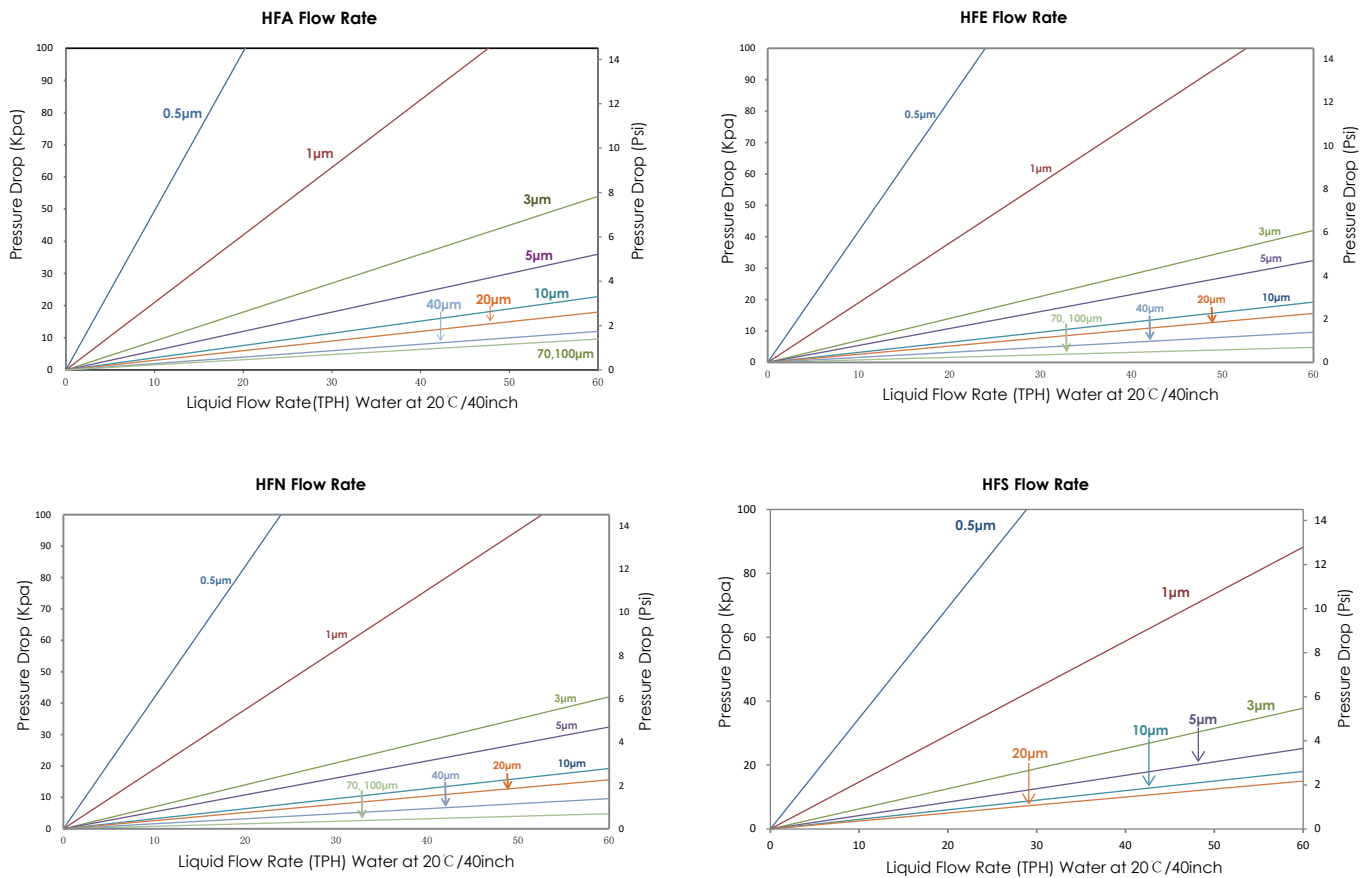 HFA Flow Rate
Pressure Drop (Kpa)
100
90
80
70
60
50
40
30
20
10
0
0.5µm
1µm
3µm
5µm
10µm
20µm
40µm
70,100µm
14
12
10
8
6
4
2
0
Pressure Drop (Psi)
0 10 20 30 40 50 60
Liquid Flow Rate(TPH) Water at 20℃/40inch
HFE Flow Rate
Pressure Drop (Kpa)
100
90
80
70
60
50
40
30
20
10
0
0.5µm
1µm
3µm
5µm
10µm
20µm
40µm
70, 100µm
14
12
10
8
6
4
2
0
Pressure Drop (Psi)
0 10 20 30 40 50 60
Liquid Flow Rate (TPH) Water at 20℃/40inch
HFN Flow Rate
Pressure Drop (Kpa)
100
90
80
70
60
50
40
30
20
10
0
0.5µm
1µm
3µm
5µm
10µm
20µm
40µm
70, 100µm
14
12
10
8
6
4
2
0
Pressure Drop (Psi)
0 10 20 30 40 50 60
Liquid Flow Rate (TPH) Water at 20℃/40inch
HFS Flow Rate
Pressure Drop (Kpa)
100
80
60
40
20
0
0.5µm
1µm
3µm
5µm
10µm
20µm
14
12
10
8
6
4
2
0
Pressure Drop (Psi)
0 10 20 30 40 50 60
Liquid Flow Rate (TPH) Water at 20℃/40inch